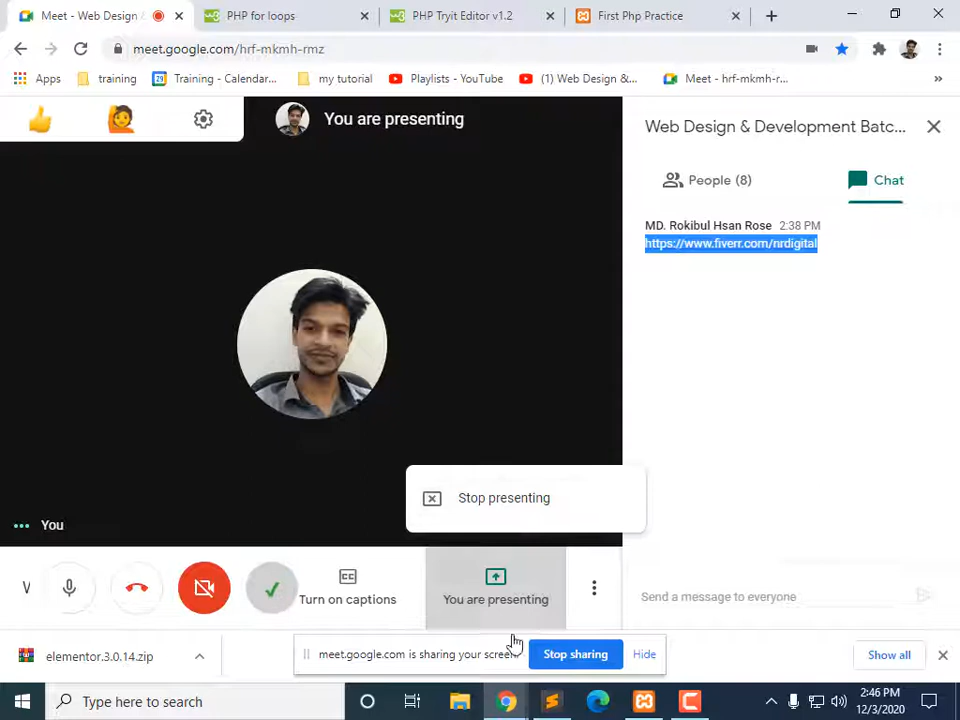 Meet - Web Design
PHP for loops
PHP Tryit Editor v1.2
First Php Practice
meet.google.com/hrf-mkmh-rmz
Apps
training
Training - Calendar...
my tutorial
Playlists - YouTube
(1) Web Design &...
Meet - hrf-mkmh-r...
»
You are presenting
Web Design & Development Batc...
People (8)
Chat
MD. Rokibul Hsan Rose 2:38 PM
https://www.fiverr.com/nrdigital
Stop presenting
You
Turn on captions
You are presenting
Send a message to everyone
elementor.3.0.14.zip
meet.google.com is sharing your screen.
Stop sharing
Hide
Show all
Type here to search
2:46 PM
12/3/2020